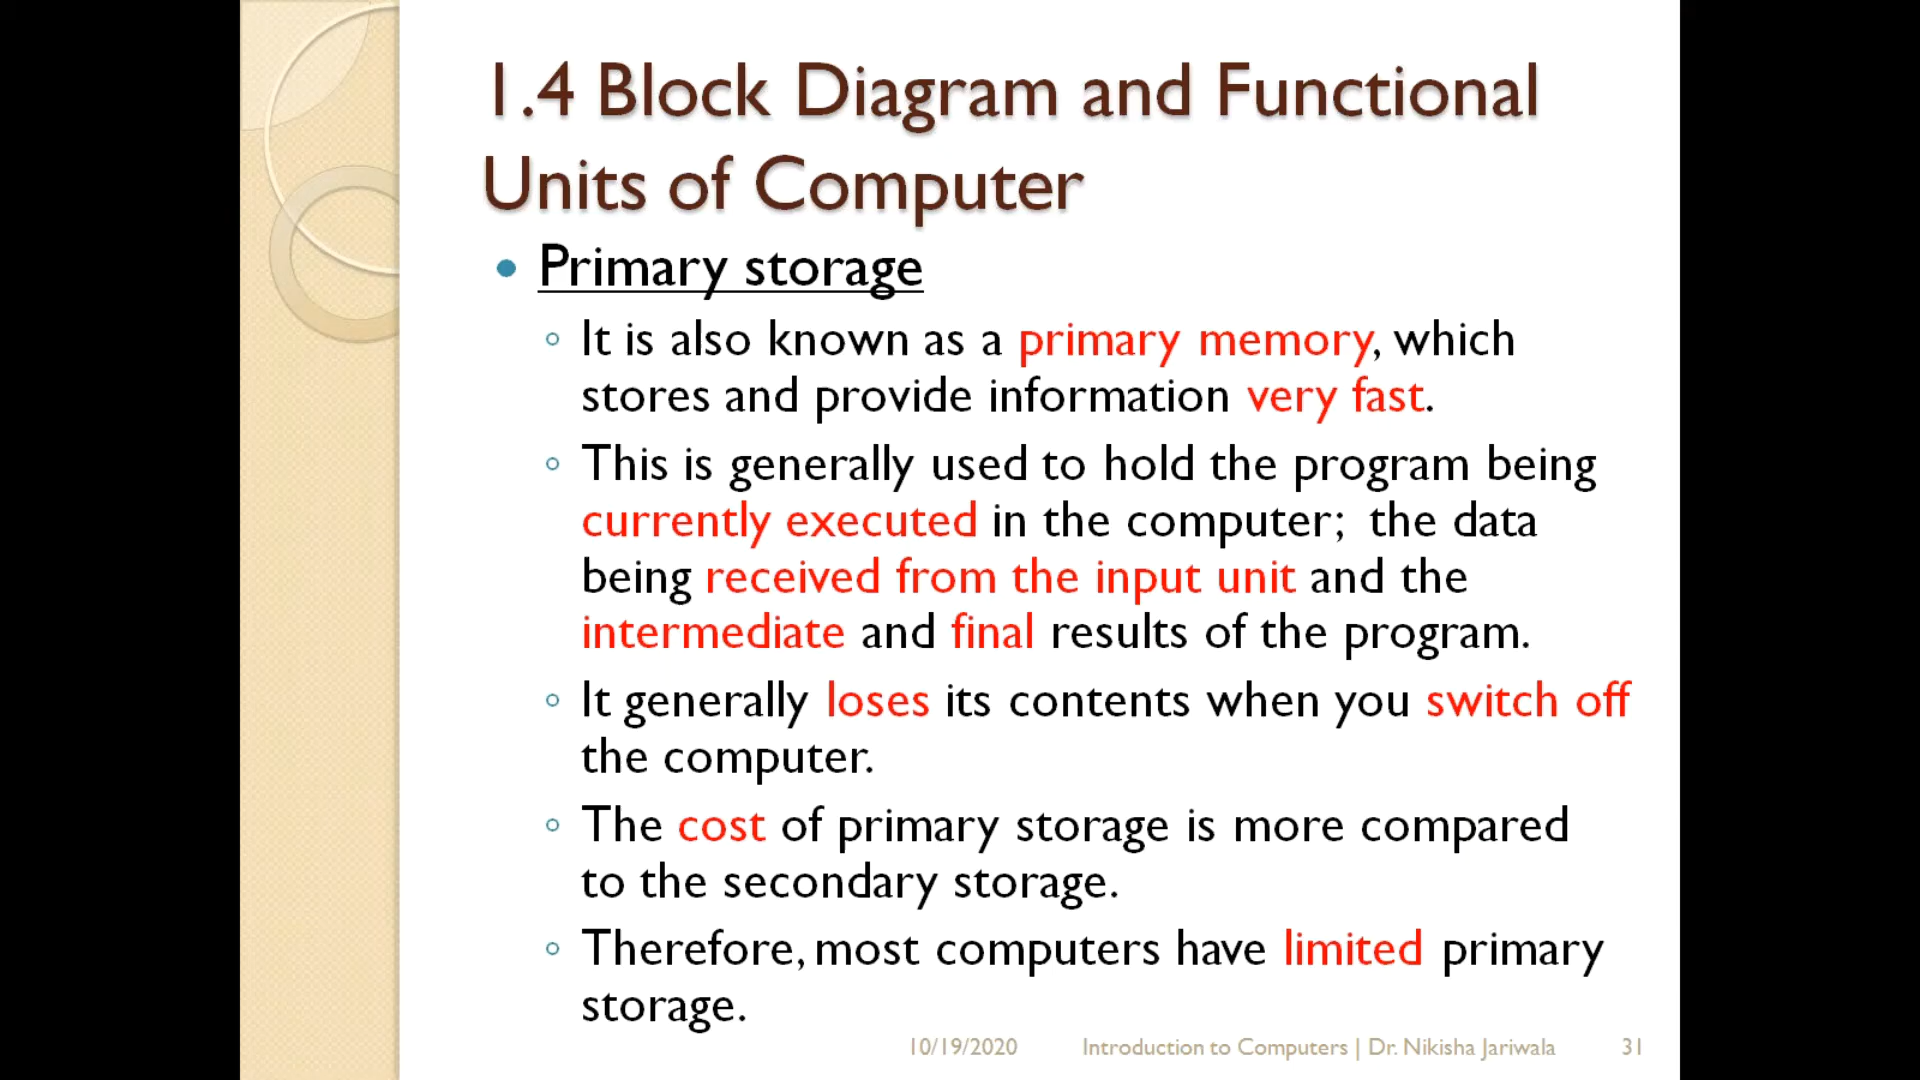 1.4 Block Diagram and Functional
Units of Computer
• Primary storage
◦ It is also known as a primary memory, which
stores and provide information very fast.
◦ This is generally used to hold the program being
currently executed in the computer; the data
being received from the input unit and the
intermediate and final results of the program.
◦ It generally loses its contents when you switch off
the computer.
◦ The cost of primary storage is more compared
to the secondary storage.
◦ Therefore, most computers have limited primary
storage.
10/19/2020 Introduction to Computers | Dr. Nikisha Jariwala 31